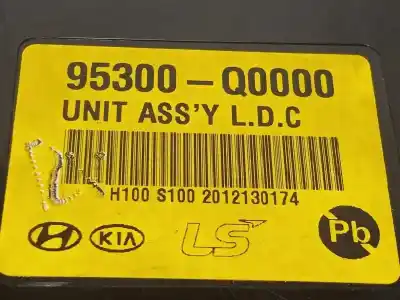 95300-Q0000
UNIT ASS'Y L.D.C
H100 S100 2012130174
KIA LS Pb